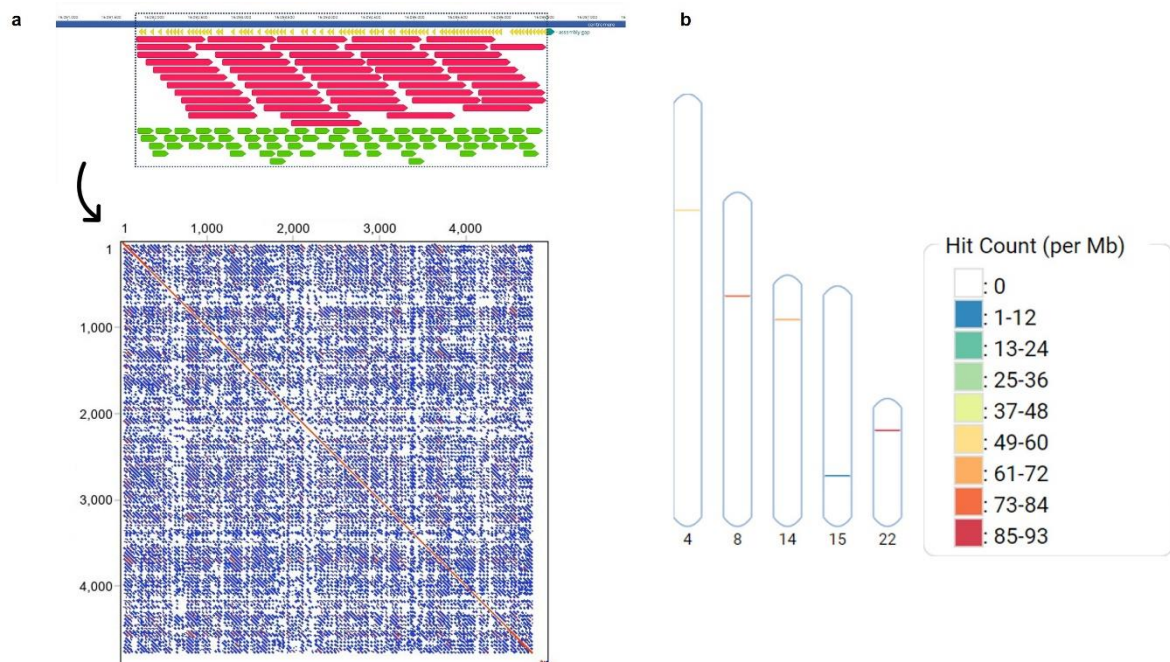 a
b
centromere
assembly gap
1 1,000 2,000 3,000 4,000
1
1,000
2,000
3,000
4,000
4 8 14 15 22
Hit Count (per Mb)
: 0
: 1-12
: 13-24
: 25-36
: 37-48
: 49-60
: 61-72
: 73-84
: 85-93